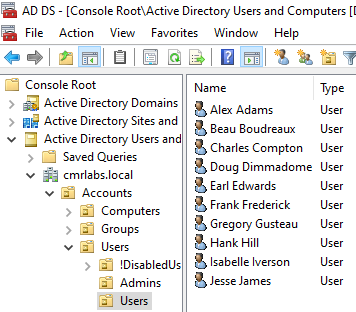 AD DS - [Console Root\Active Directory Users and Computers [D
File Action View Favorites Window Help
Console Root
Active Directory Domains
Active Directory Sites and
Active Directory Users and
Saved Queries
cmrlabs.local
Accounts
Computers
Groups
Users
!DisabledUs
Admins
Users
Name Type
Alex Adams User
Beau Boudreaux User
Charles Compton User
Doug Dimmadome User
Earl Edwards User
Frank Frederick User
Gregory Gusteau User
Hank Hill User
Isabelle Iverson User
Jesse James User